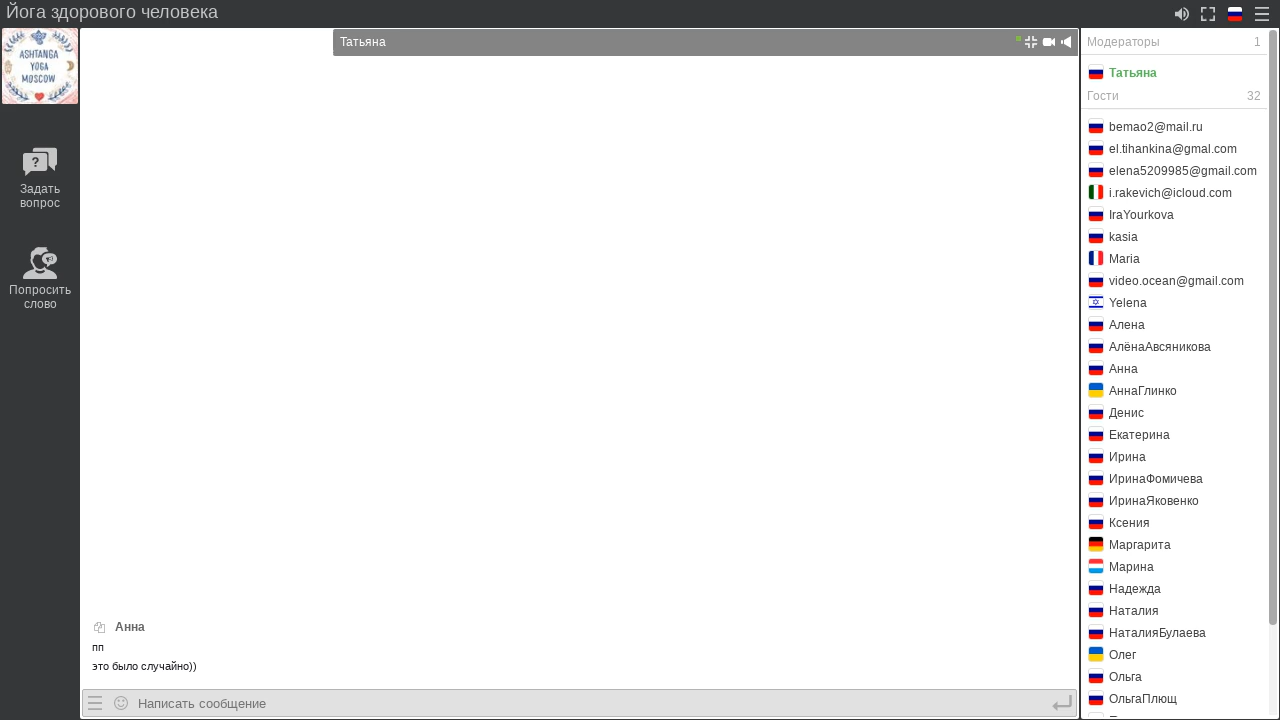 Йога здорового человека
ASHTANGA
YOGA
MOSCOW
Задать
вопрос
Попросить
слово
Татьяна
Анна
пп
это было случайно))
Написать сообщение
Модераторы 1
Татьяна
Гости 32
bemao2@mail.ru
el.tihankina@gmal.com
elena5209985@gmail.com
i.rakevich@icloud.com
IraYourkova
kasia
Maria
video.ocean@gmail.com
Yelena
Алена
АлёнаАвсяникова
Анна
АннаГлинко
Денис
Екатерина
Ирина
ИринаФомичева
ИринаЯковенко
Ксения
Маргарита
Марина
Надежда
Наталия
НаталияБулаева
Олег
Ольга
ОльгаПлющ